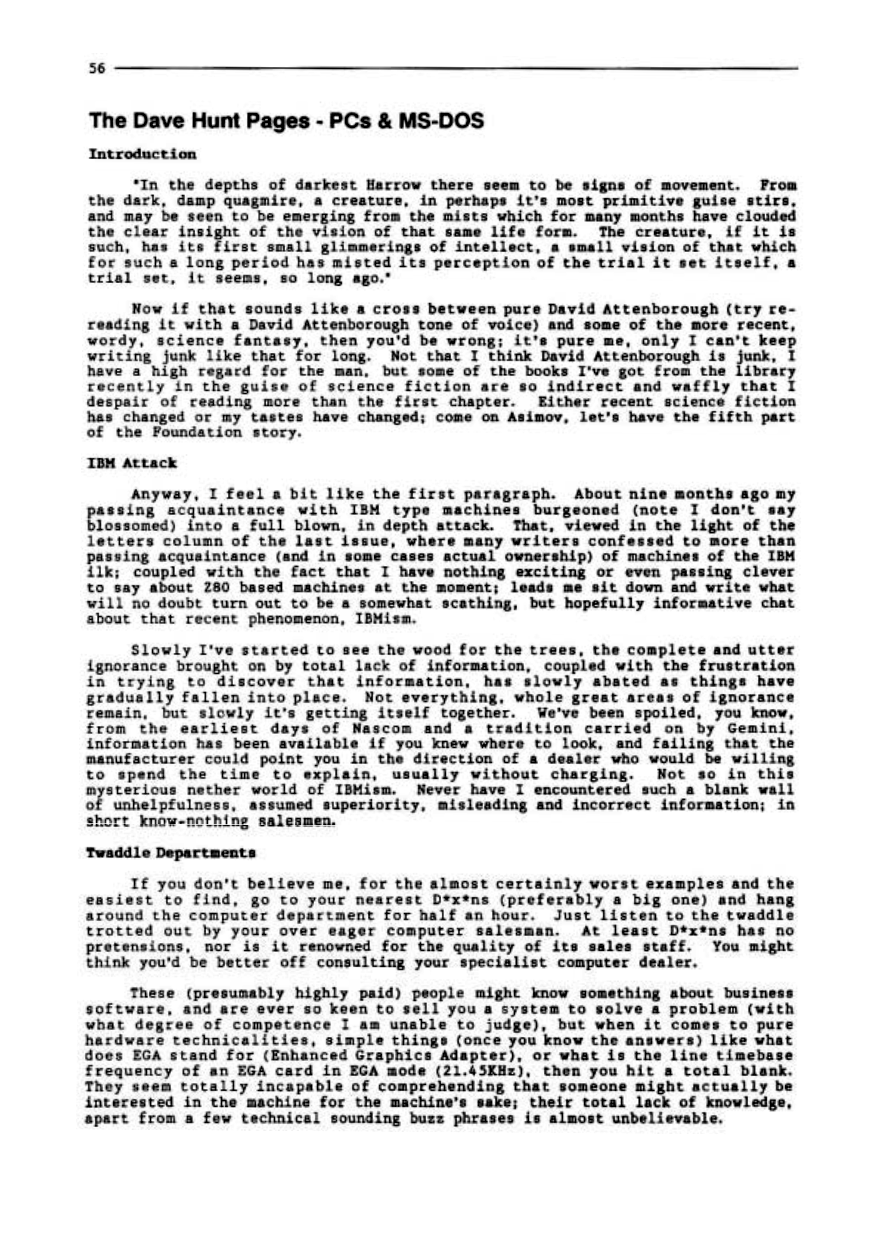 56
The Dave Hunt Pages - PCs & MS-DOS
Introduction
"In the depths of darkest Harrow there seem to be signs of movement. From
the dark, damp quagmire, a creature, in perhaps it's most primitive guise stirs,
and may be seen to be emerging from the mists which for many months have clouded
the clear insight of the vision of that same life form. The creature, if it is
such, has its first small glimmerings of intellect, a small vision of that which
for such a long period has misted its perception of the trial it set itself, a
trial set, it seems, so long ago."
Now if that sounds like a cross between pure David Attenborough (try re-
reading it with a David Attenborough tone of voice) and some of the more recent,
wordy, science fantasy, then you'd be wrong; it's pure me, only I can't keep
writing junk like that for long. Not that I think David Attenborough is junk, I
have a high regard for the man, but some of the books I've got from the library
recently in the guise of science fiction are so indirect and waffly that I
despair of reading more than the first chapter. Either recent science fiction
has changed or my tastes have changed; come on Asimov, let's have the fifth part
of the Foundation story.
IBM Attack
Anyway, I feel a bit like the first paragraph. About nine months ago my
passing acquaintance with IBM type machines burgeoned (note I don't say
blossomed) into a full blown, in depth attack. That, viewed in the light of the
letters column of the last issue, where many writers confessed to more than
passing acquaintance (and in some cases actual ownership) of machines of the IBM
ilk; coupled with the fact that I have nothing exciting or even passing clever
to say about Z80 based machines at the moment; leads me sit down and write what
will no doubt turn out to be a somewhat scathing, but hopefully informative chat
about that recent phenomenon, IBMism.
Slowly I've started to see the wood for the trees, the complete and utter
ignorance brought on by total lack of information, coupled with the frustration
in trying to discover that information, has slowly abated as things have
gradually fallen into place. Not everything, whole great areas of ignorance
remain, but slowly it's getting itself together. We've been spoiled, you know,
from the earliest days of Nascom and a tradition carried on by Gemini,
information has been available if you knew where to look, and failing that the
manufacturer could point you in the direction of a dealer who would be willing
to spend the time to explain, usually without charging. Not so in this
mysterious nether world of IBMism. Never have I encountered such a blank wall
of unhelpfulness, assumed superiority, misleading and incorrect information; in
short know-nothing salesmen.
Twaddle Departments
If you don't believe me, for the almost certainly worst examples and the
easiest to find, go to your nearest D*x*ns (preferably a big one) and hang
around the computer department for half an hour. Just listen to the twaddle
trotted out by your over eager computer salesman. At least D*x*ns has no
pretensions, nor is it renowned for the quality of its sales staff. You might
think you'd be better off consulting your specialist computer dealer.
These (presumably highly paid) people might know something about business
software, and are ever so keen to sell you a system to solve a problem (with
what degree of competence I am unable to judge), but when it comes to pure
hardware technicalities, simple things (once you know the answers) like what
does EGA stand for (Enhanced Graphics Adapter), or what is the line timebase
frequency of an EGA card in EGA mode (21.45KHz), then you hit a total blank.
They seem totally incapable of comprehending that someone might actually be
interested in the machine for the machine's sake; their total lack of knowledge,
apart from a few technical sounding buzz phrases is almost unbelievable.